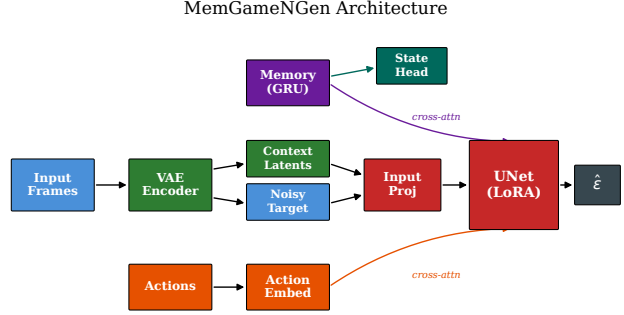 MemGameNGen Architecture
State
Head
Memory
(GRU)
cross-attn
Input
Frames
VAE
Encoder
Context
Latents
Noisy
Target
Input
Proj
UNet
(LoRA)
ε̂
Actions
Action
Embed
cross-attn